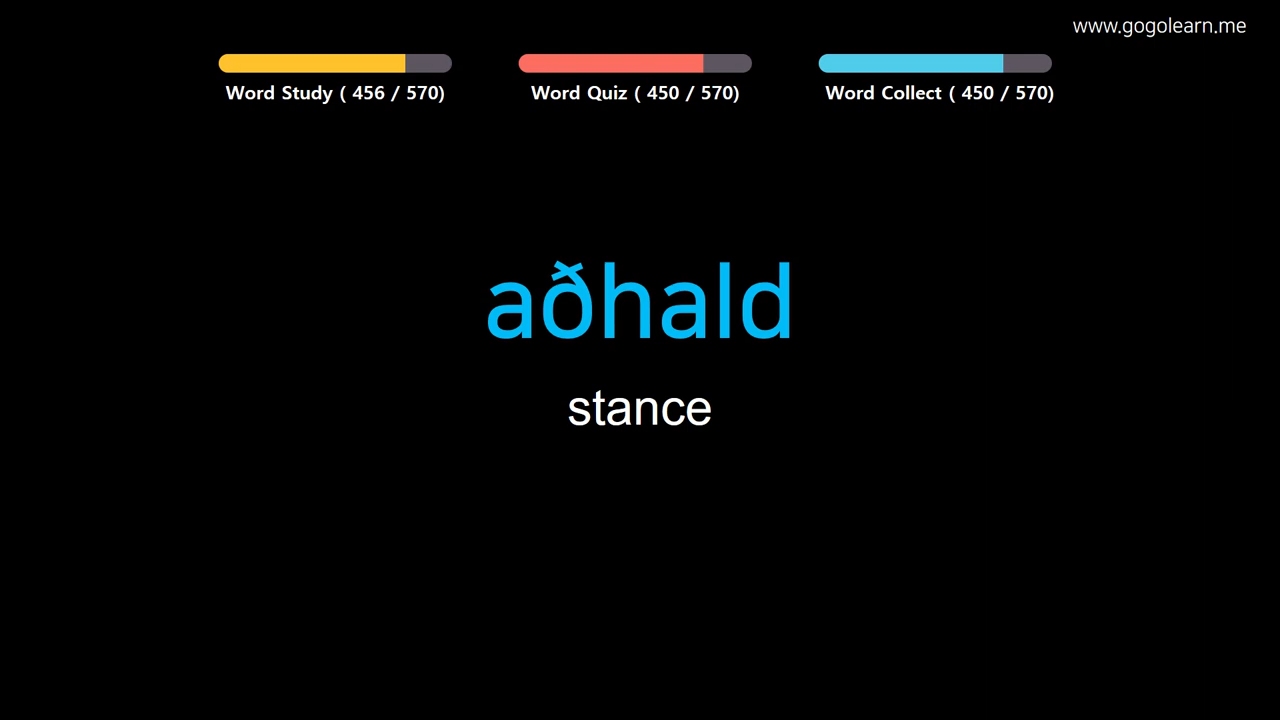 www.gogolearn.me
Word Study ( 456 / 570)
Word Quiz ( 450 / 570)
Word Collect ( 450 / 570)
aðhald
stance